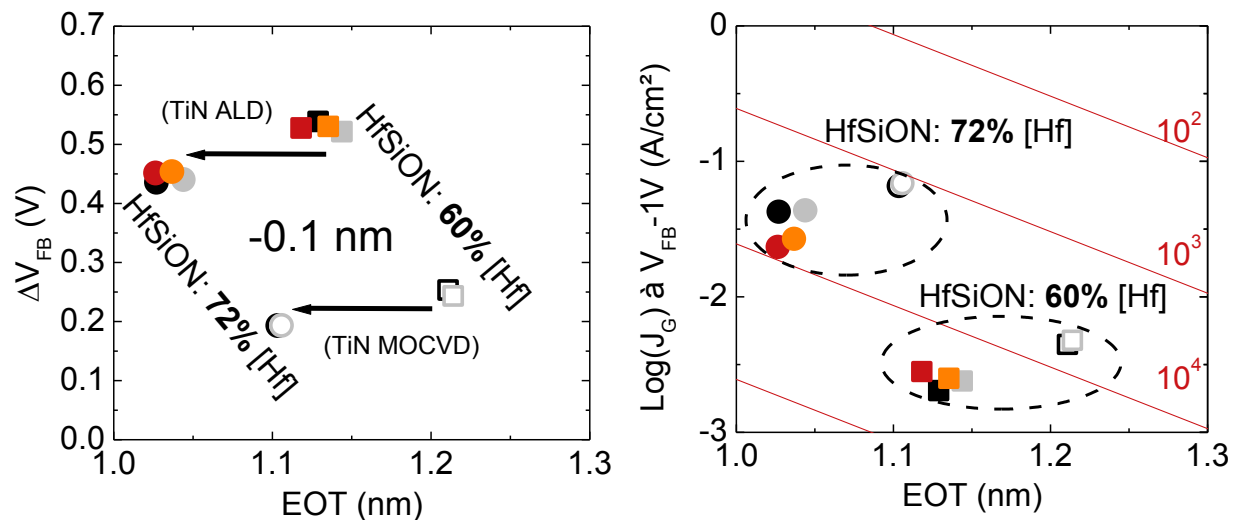 0.7
0.6
0.5
0.4
0.3
0.2
0.1
0.0
ΔV_FB (V)
(TiN ALD)
HfSiON: 60% [Hf]
HfSiON: 72% [Hf]
-0.1 nm
(TiN MOCVD)
1.0 1.1 1.2 1.3
EOT (nm)
0
-1
-2
-3
Log(J_G) à V_FB-1V (A/cm²)
10²
HfSiON: 72% [Hf]
10³
HfSiON: 60% [Hf]
10⁴
1.0 1.1 1.2 1.3
EOT (nm)